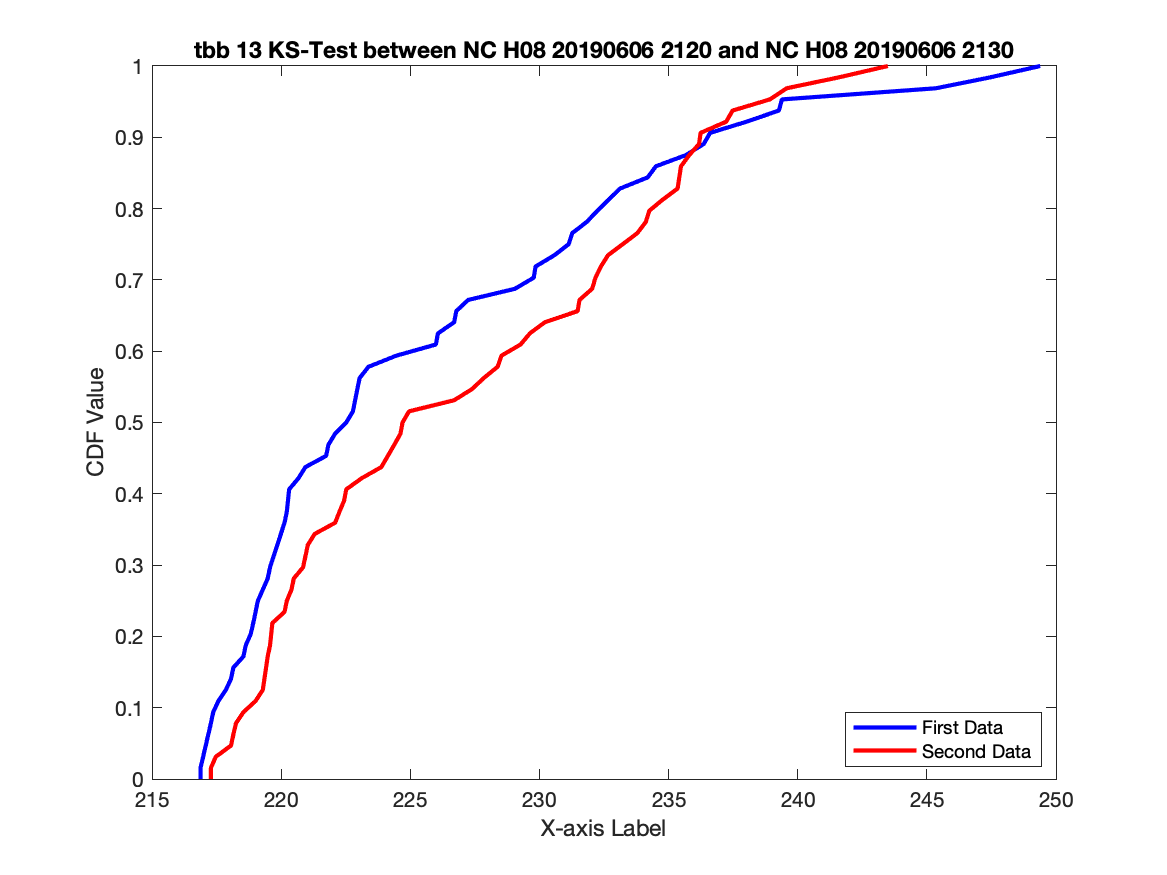 tbb 13 KS-Test between NC H08 20190606 2120 and NC H08 20190606 2130
1
0.9
0.8
0.7
0.6
0.5
0.4
0.3
0.2
0.1
0
CDF Value
First Data
Second Data
215 220 225 230 235 240 245 250
X-axis Label